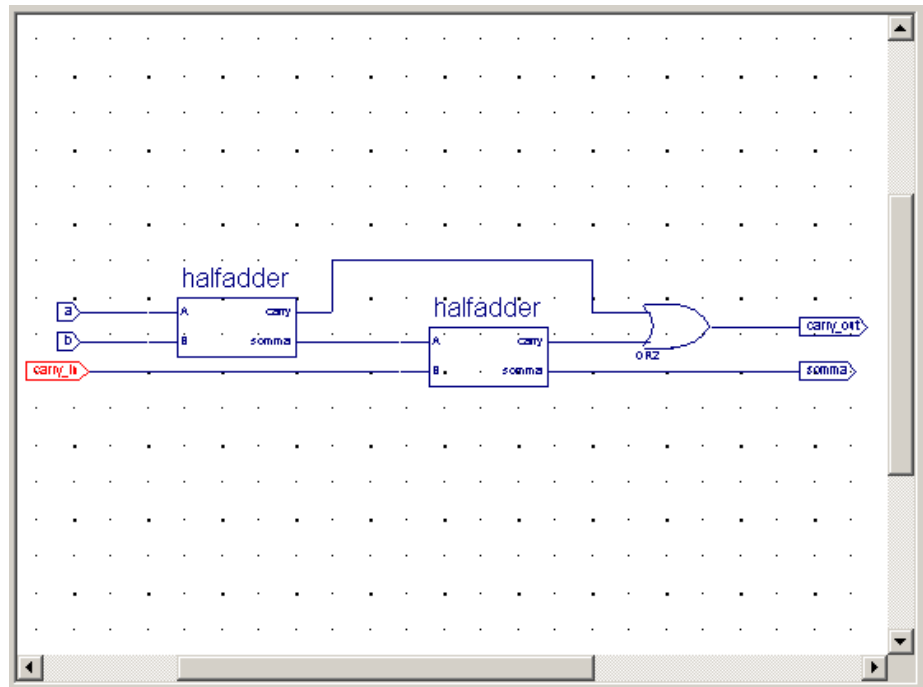 halfadder
halfadder
a
A
carry
b
B
somma
A
carry
carry_out
OR2
carry_in
B
somma
somma